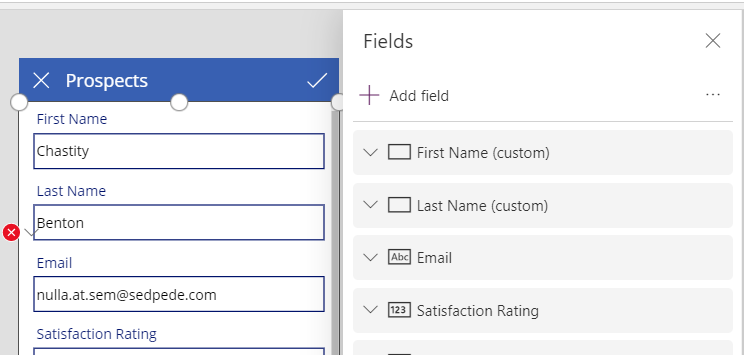 Prospects
First Name
Chastity
Last Name
Benton
Email
nulla.at.sem@sedpede.com
Satisfaction Rating
Fields
Add field
...
First Name (custom)
Last Name (custom)
Abc Email
123 Satisfaction Rating